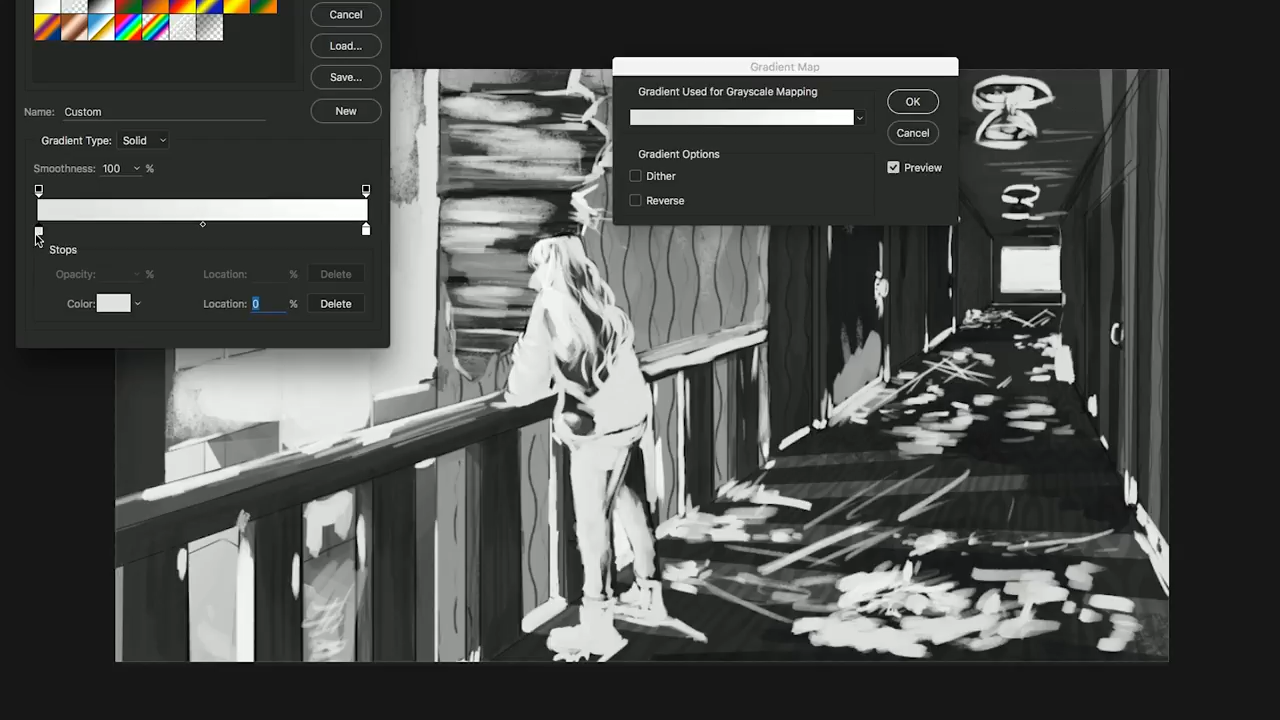 Cancel
Load...
Save...
New
Name: Custom
Gradient Type: Solid
Smoothness: 100 %
Stops
Opacity: % Location: % Delete
Color: Location: 0 % Delete
Gradient Map
Gradient Used for Grayscale Mapping
OK
Cancel
Gradient Options
Dither
Preview
Reverse